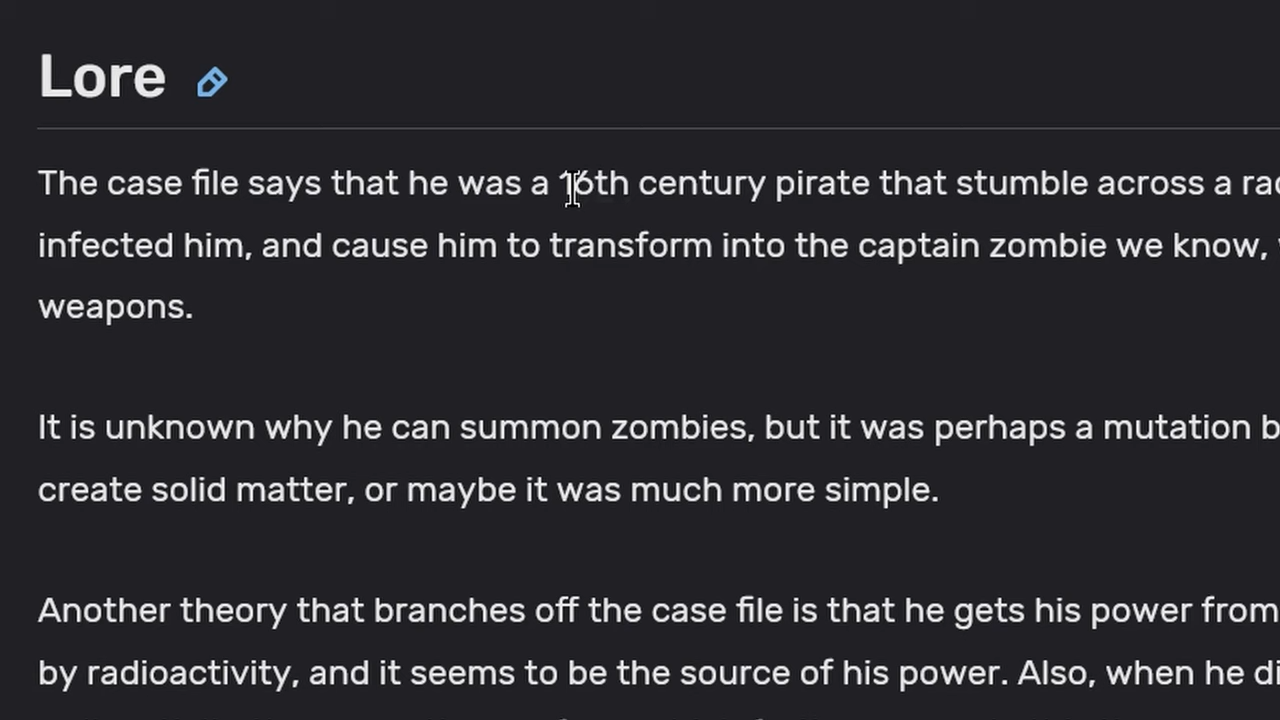 Lore
The case file says that he was a 16th century pirate that stumble across a
infected him, and cause him to transform into the captain zombie we know,
weapons.
It is unknown why he can summon zombies, but it was perhaps a mutation
create solid matter, or maybe it was much more simple.
Another theory that branches off the case file is that he gets his power from
by radioactivity, and it seems to be the source of his power. Also, when he